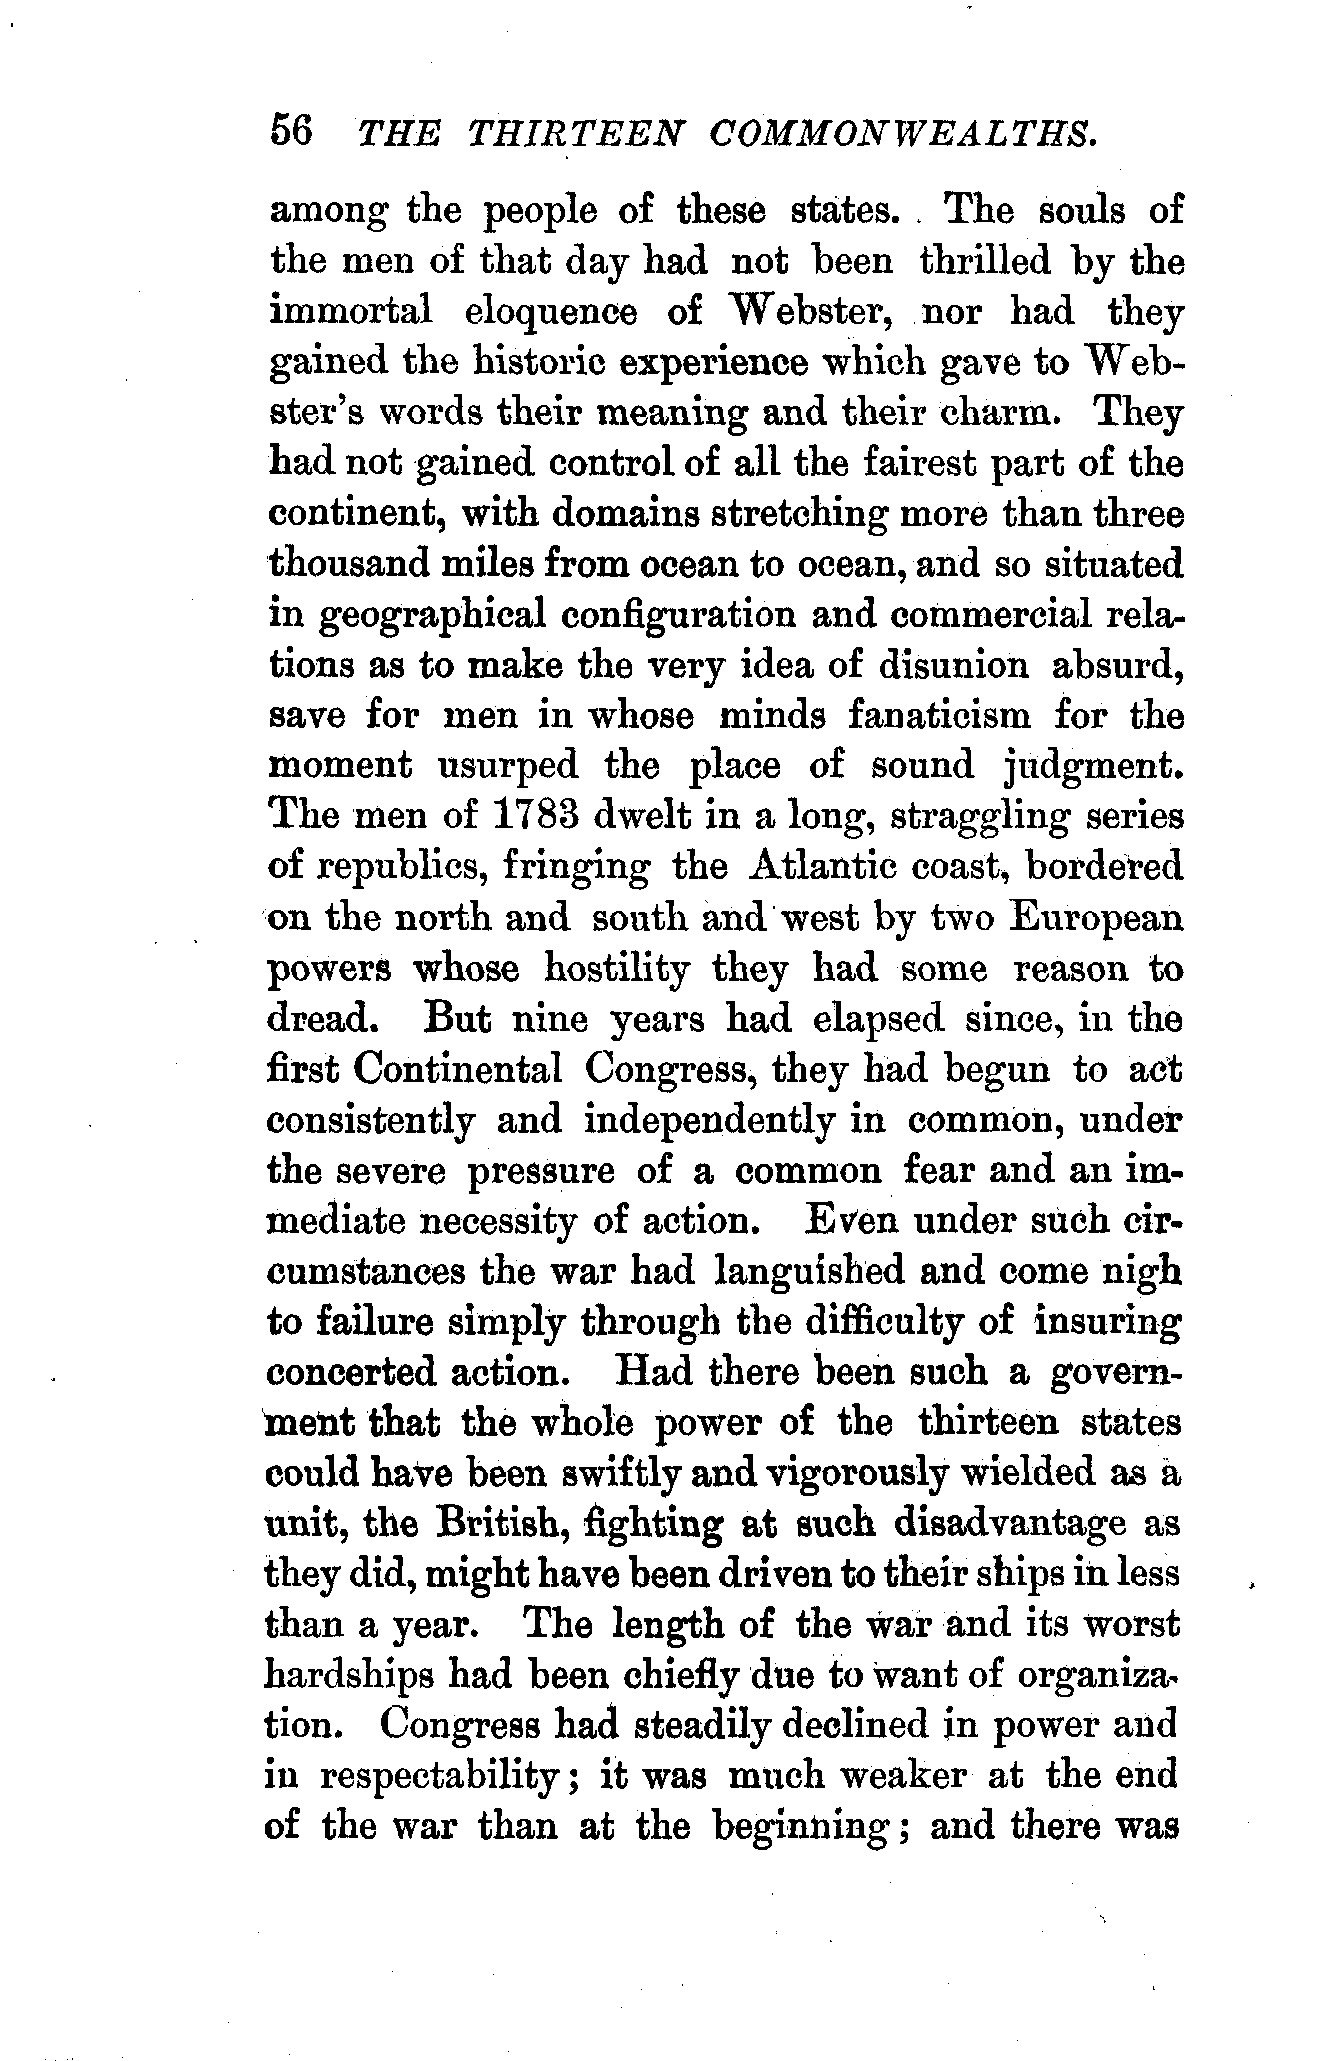 56 THE THIRTEEN COMMONWEALTHS.
among the people of these states. The souls of
the men of that day had not been thrilled by the
immortal eloquence of Webster, nor had they
gained the historic experience which gave to Web-
ster's words their meaning and their charm. They
had not gained control of all the fairest part of the
continent, with domains stretching more than three
thousand miles from ocean to ocean, and so situated
in geographical configuration and commercial rela-
tions as to make the very idea of disunion absurd,
save for men in whose minds fanaticism for the
moment usurped the place of sound judgment.
The men of 1783 dwelt in a long, straggling series
of republics, fringing the Atlantic coast, bordered
on the north and south and west by two European
powers whose hostility they had some reason to
dread. But nine years had elapsed since, in the
first Continental Congress, they had begun to act
consistently and independently in common, under
the severe pressure of a common fear and an im-
mediate necessity of action. Even under such cir-
cumstances the war had languished and come nigh
to failure simply through the difficulty of insuring
concerted action. Had there been such a govern-
ment that the whole power of the thirteen states
could have been swiftly and vigorously wielded as a
unit, the British, fighting at such disadvantage as
they did, might have been driven to their ships in less
than a year. The length of the war and its worst
hardships had been chiefly due to want of organiza-
tion. Congress had steadily declined in power and
in respectability; it was much weaker at the end
of the war than at the beginning; and there was